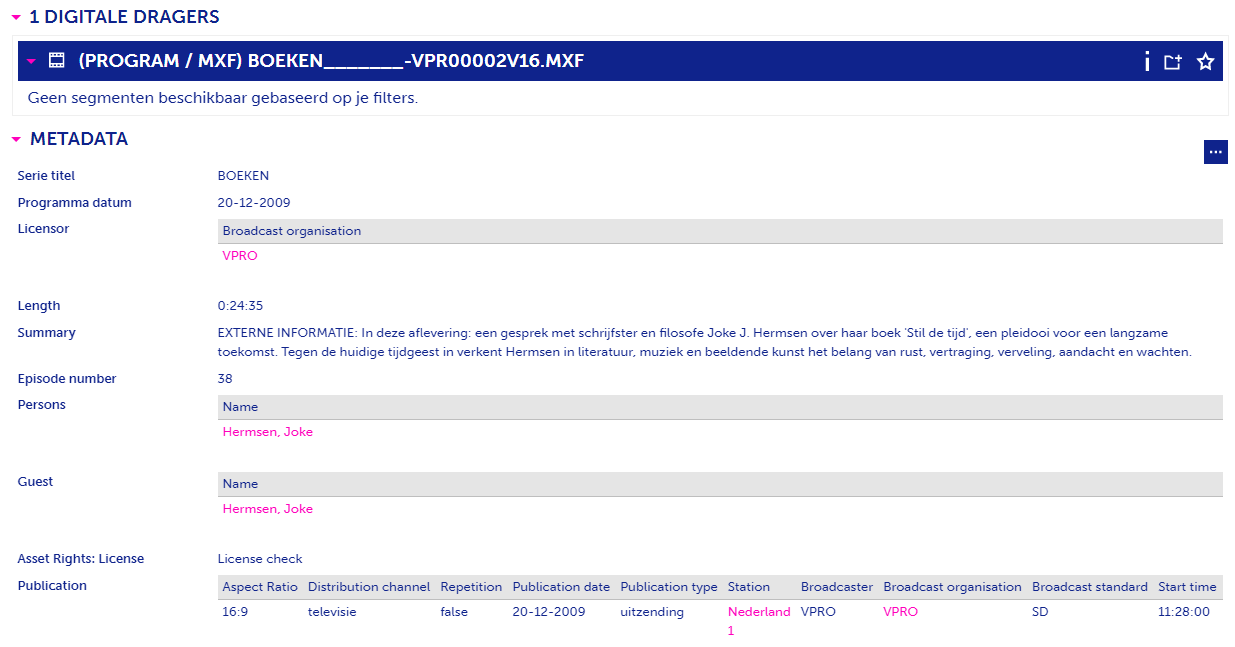 1 DIGITALE DRAGERS
(PROGRAM / MXF) BOEKEN_______-VPR00002V16.MXF
Geen segmenten beschikbaar gebaseerd op je filters.
METADATA
Serie titel BOEKEN
Programma datum 20-12-2009
Licensor Broadcast organisation
VPRO
Length 0:24:35
Summary EXTERNE INFORMATIE: In deze aflevering: een gesprek met schrijfster en filosofe Joke J. Hermsen over haar boek 'Stil de tijd', een pleidooi voor een langzame
toekomst. Tegen de huidige tijdgeest in verkent Hermsen in literatuur, muziek en beeldende kunst het belang van rust, vertraging, verveling, aandacht en wachten.
Episode number 38
Persons Name
Hermsen, Joke
Guest Name
Hermsen, Joke
Asset Rights: License License check
Publication Aspect Ratio Distribution channel Repetition Publication date Publication type Station Broadcaster Broadcast organisation Broadcast standard Start time
16:9 televisie false 20-12-2009 uitzending Nederland VPRO VPRO SD 11:28:00
1